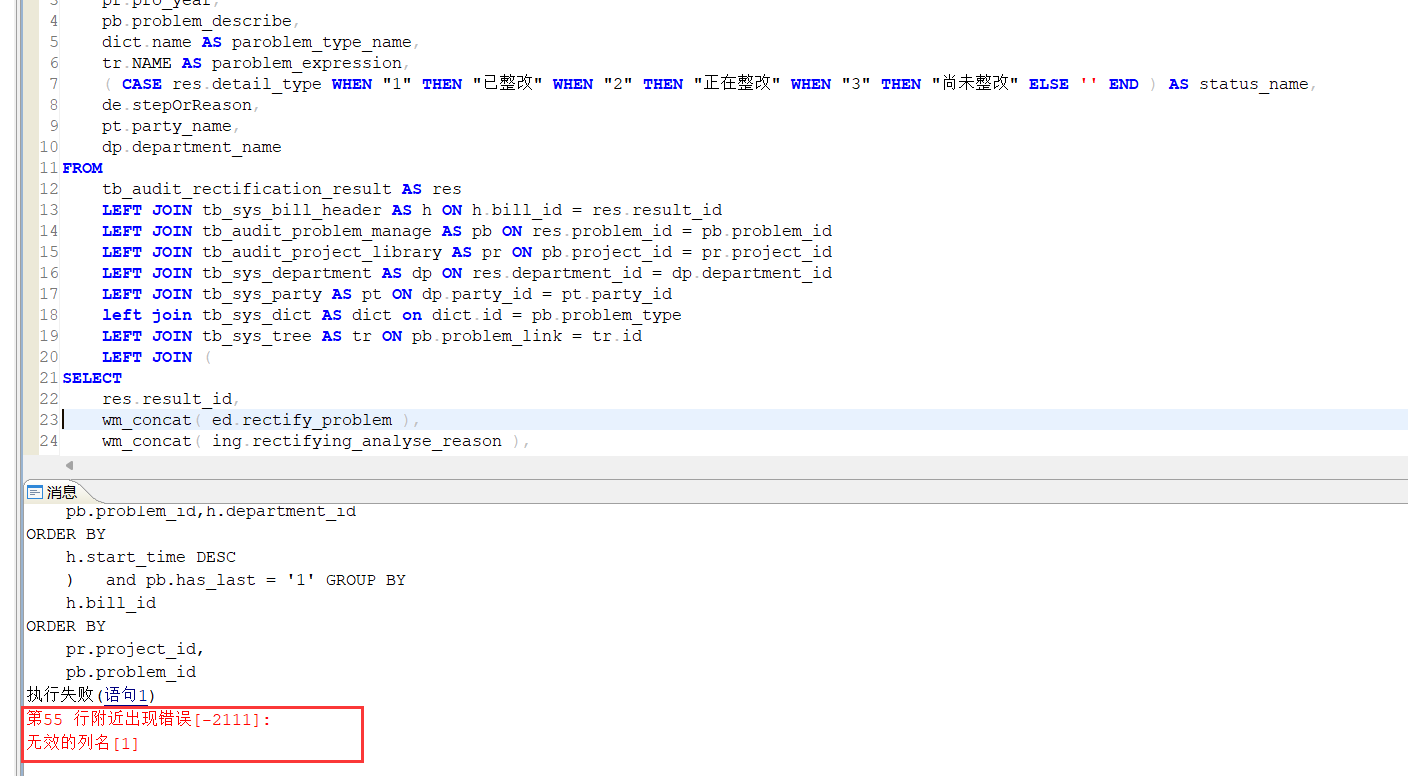 3 pr.pro_year,
4 pb.problem_describe,
5 dict.name AS paroblem_type_name,
6 tr.NAME AS paroblem_expression,
7 ( CASE res.detail_type WHEN "1" THEN "已整改" WHEN "2" THEN "正在整改" WHEN "3" THEN "尚未整改" ELSE '' END ) AS status_name,
8 de.stepOrReason,
9 pt.party_name,
10 dp.department_name
11 FROM
12 tb_audit_rectification_result AS res
13 LEFT JOIN tb_sys_bill_header AS h ON h.bill_id = res.result_id
14 LEFT JOIN tb_audit_problem_manage AS pb ON res.problem_id = pb.problem_id
15 LEFT JOIN tb_audit_project_library AS pr ON pb.project_id = pr.project_id
16 LEFT JOIN tb_sys_department AS dp ON res.department_id = dp.department_id
17 LEFT JOIN tb_sys_party AS pt ON dp.party_id = pt.party_id
18 left join tb_sys_dict AS dict on dict.id = pb.problem_type
19 LEFT JOIN tb_sys_tree AS tr ON pb.problem_link = tr.id
20 LEFT JOIN (
21 SELECT
22 res.result_id,
23 wm_concat( ed.rectify_problem ),
24 wm_concat( ing.rectifying_analyse_reason ),
消息
pb.problem_id,h.department_id
ORDER BY
h.start_time DESC
) and pb.has_last = '1' GROUP BY
h.bill_id
ORDER BY
pr.project_id,
pb.problem_id
执行失败(语句1)
第55 行附近出现错误[-2111]:
无效的列名[1]